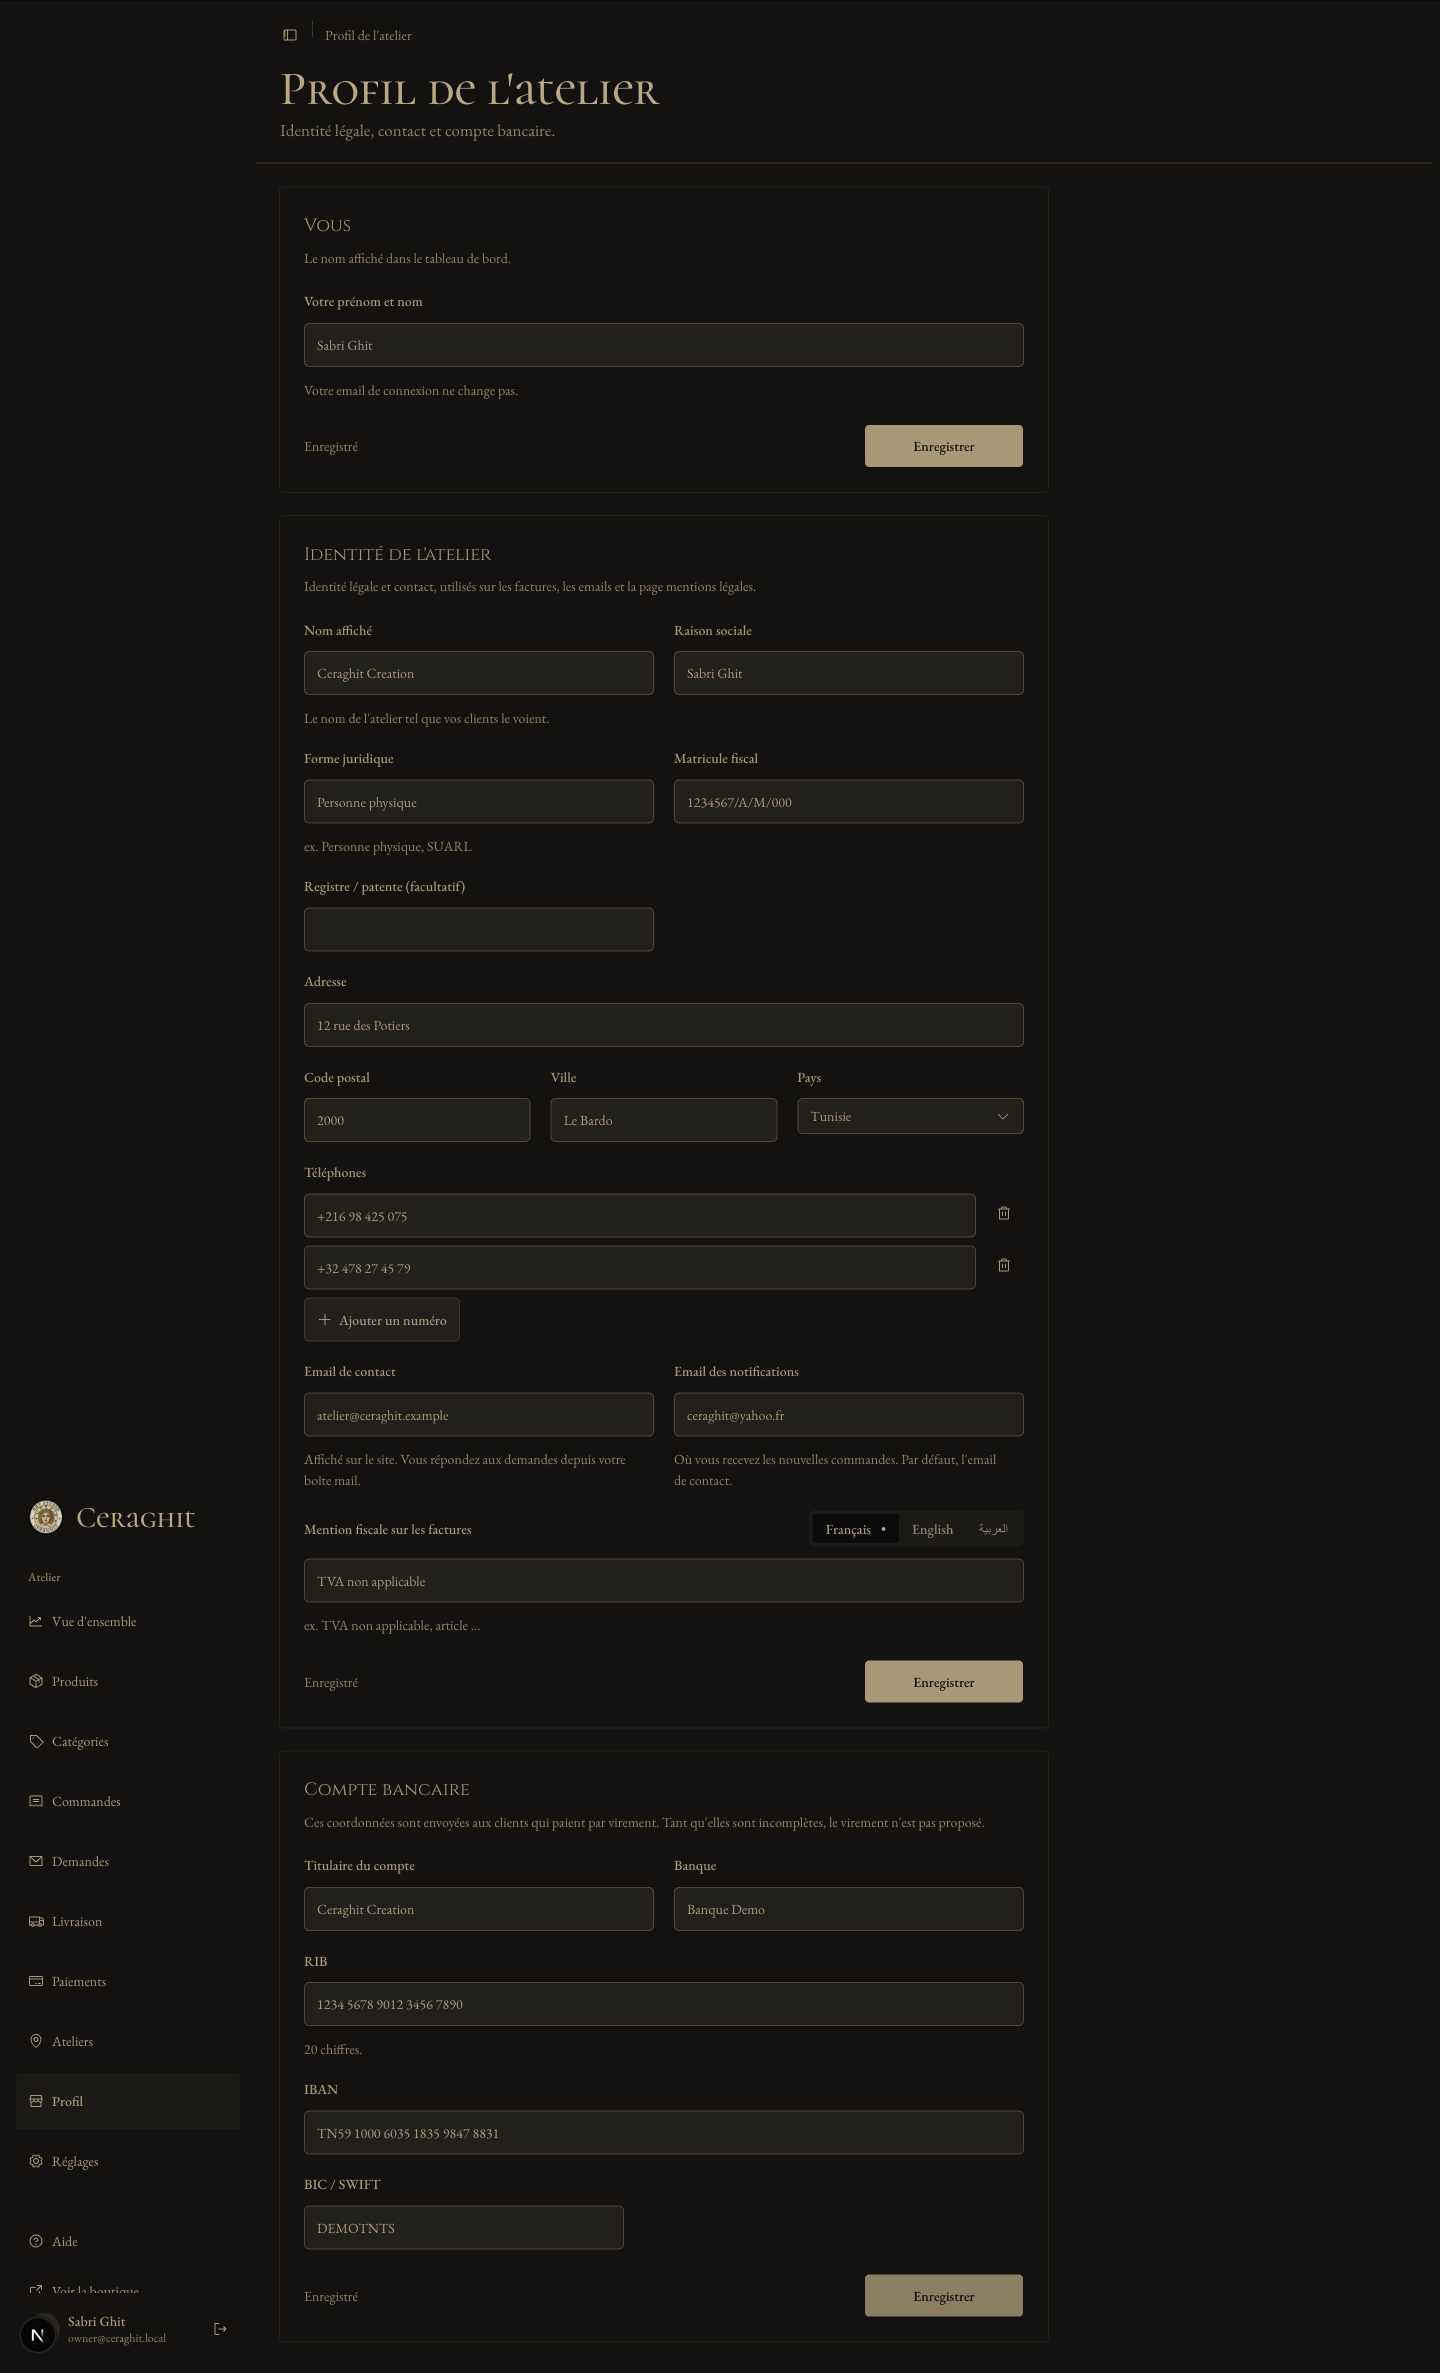 Profil de l'atelier
Profil de l'atelier
Identité légale, contact et compte bancaire.
Vous
Le nom affiché dans le tableau de bord.
Votre prénom et nom
Sabri Ghit
Votre email de connexion ne change pas.
Enregistré
Enregistrer
Identité de l'atelier
Identité légale et contact, utilisés sur les factures, les emails et la page mentions légales.
Nom affiché
Raison sociale
Ceraghit Creation
Sabri Ghit
Le nom de l'atelier tel que vos clients le voient.
Forme juridique
Matricule fiscal
Personne physique
1234567/A/M/000
ex. Personne physique, SUARL
Registre / patente (facultatif)
Adresse
12 rue des Potiers
Code postal
Ville
Pays
2000
Le Bardo
Tunisie
Téléphones
+216 98 425 075
+32 478 27 45 79
Ajouter un numéro
Email de contact
Email des notifications
atelier@ceraghit.example
ceraghit@yahoo.fr
Affiché sur le site. Vous répondez aux demandes depuis votre
boîte mail.
Où vous recevez les nouvelles commandes. Par défaut, l'email
de contact.
Mention fiscale sur les factures
Français •
English
العربية
TVA non applicable
ex. TVA non applicable, article ...
Enregistré
Enregistrer
Compte bancaire
Ces coordonnées sont envoyées aux clients qui paient par virement. Tant qu'elles sont incomplètes, le virement n'est pas proposé.
Titulaire du compte
Banque
Ceraghit Creation
Banque Demo
RIB
1234 5678 9012 3456 7890
20 chiffres.
IBAN
TN59 1000 6035 1835 9847 8831
BIC / SWIFT
DEMOTNTS
Enregistré
Enregistrer
Ceraghit
Atelier
Vue d'ensemble
Produits
Catégories
Commandes
Demandes
Livraison
Paiements
Ateliers
Profil
Réglages
Aide
Voir la boutique
N
Sabri Ghit
owner@ceraghit.local